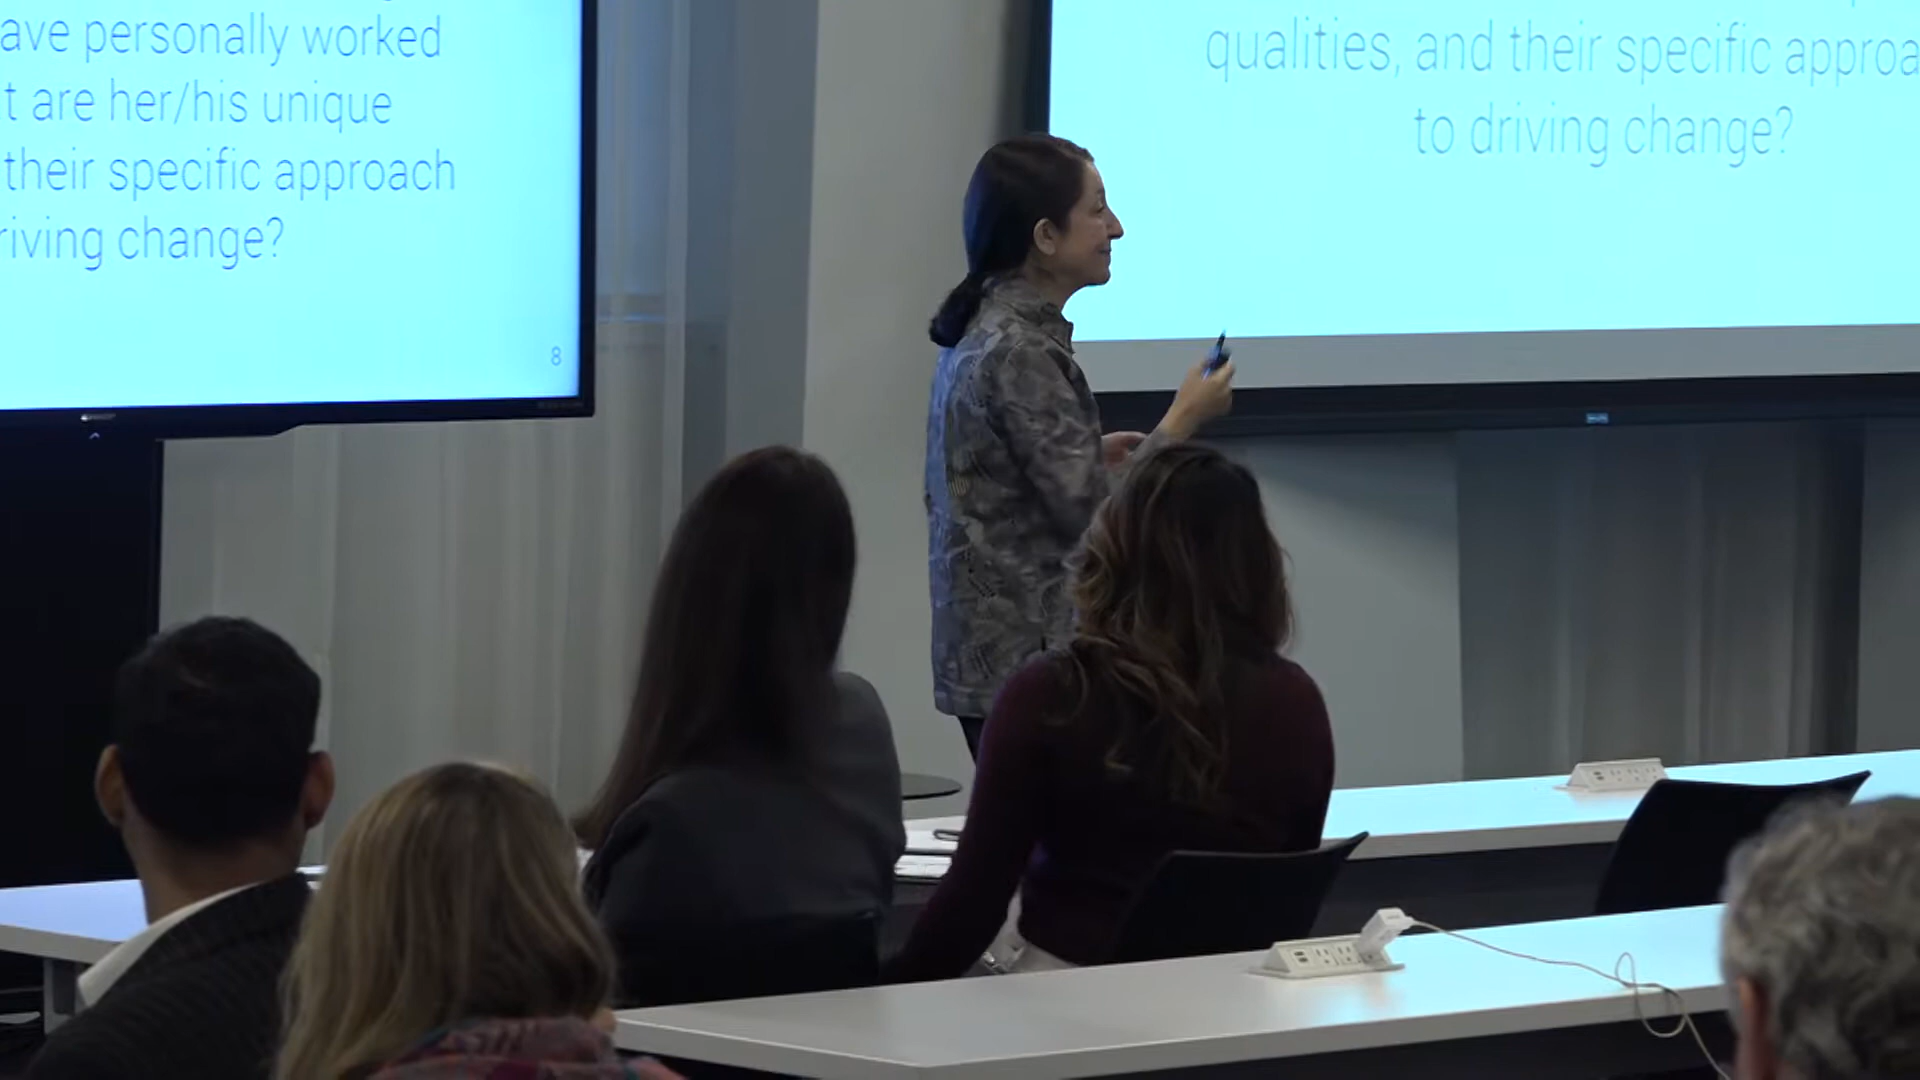 ave personally worked
t are her/his unique
their specific approach
riving change?
8
qualities, and their specific approa
to driving change?